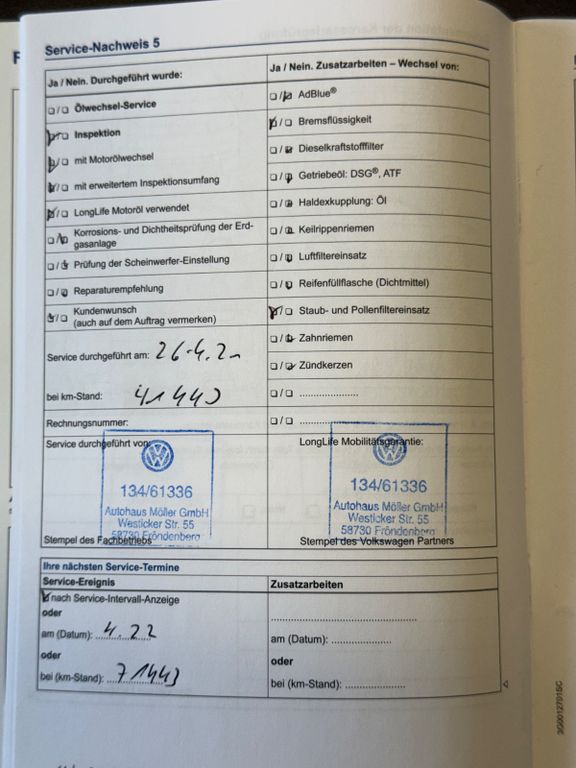 Service-Nachweis 5
Ja / Nein. Durchgeführt wurde:
Ölwechsel-Service
Inspektion
mit Motorölwechsel
mit erweitertem Inspektionsumfang
LongLife Motoröl verwendet
Korrosions- und Dichtheitsprüfung der Erd-
gasanlage
Prüfung der Scheinwerfer-Einstellung
Reparaturempfehlung
Kundenwunsch
(auch auf dem Auftrag vermerken)
Service durchgeführt am: 26.4.
bei km-Stand: 41443
Rechnungsnummer:
Ja / Nein. Zusatzarbeiten – Wechsel von:
AdBlue®
Bremsflüssigkeit
Dieselkraftstofffilter
Getriebeöl: DSG®, ATF
Haldexkupplung: Öl
Keilrippenriemen
Luftfiltereinsatz
Reifenfüllflasche (Dichtmittel)
Staub- und Pollenfiltereinsatz
Zahnriemen
Zündkerzen
Service durchgeführt von:
134/61336
Autohaus Möller GmbH
Westicker Str. 55
58730 Fröndenberg
Stempel des Fachbetriebs
LongLife Mobilitätsgarantie:
134/61336
Autohaus Möller GmbH
Westicker Str. 55
58730 Fröndenberg
Stempel des Volkswagen Partners
Ihre nächsten Service-Termine
Service-Ereignis
nach Service-Intervall-Anzeige
oder
am (Datum): 4.22
oder
bei (km-Stand): 71443
Zusatzarbeiten
am (Datum):
oder
bei (km-Stand):
3G0012701SC